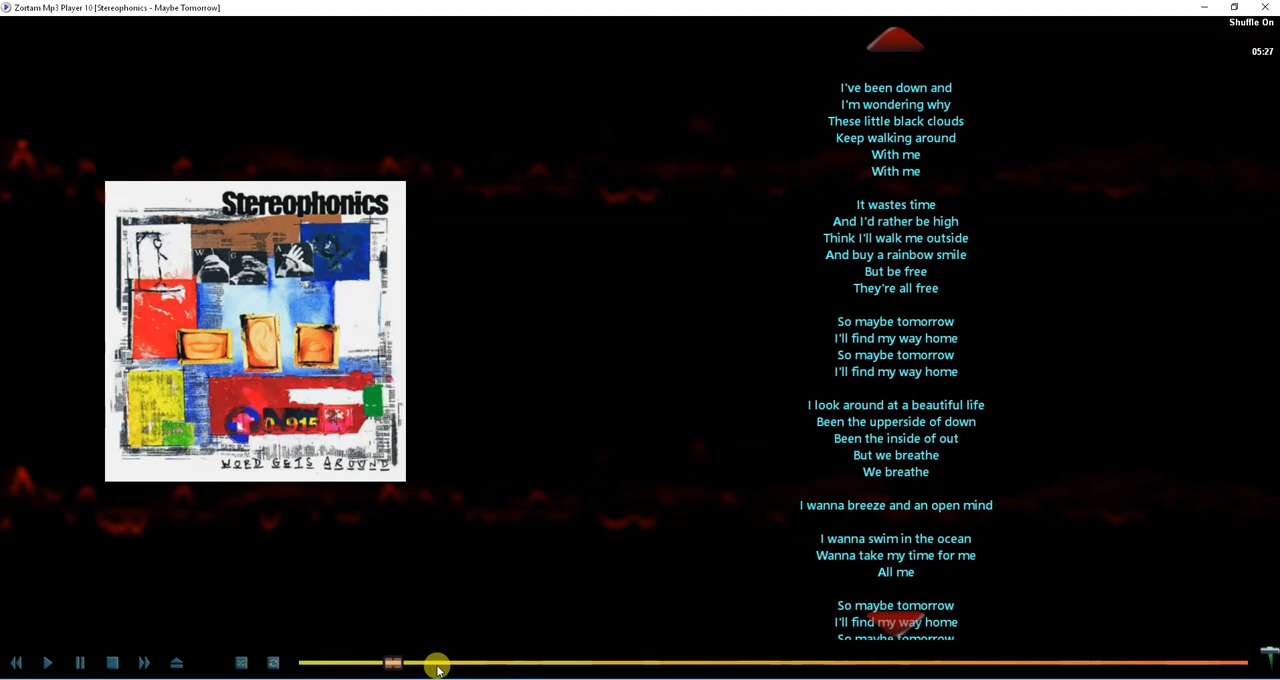 Zortam Mp3 Player 10 [Stereophonics - Maybe Tomorrow]
Shuffle On
05:27
I've been down and
I'm wondering why
These little black clouds
Keep walking around
With me
With me
It wastes time
And I'd rather be high
Think I'll walk me outside
And buy a rainbow smile
But be free
They're all free
So maybe tomorrow
I'll find my way home
So maybe tomorrow
I'll find my way home
I look around at a beautiful life
Been the upperside of down
Been the inside of out
But we breathe
We breathe
I wanna breeze and an open mind
I wanna swim in the ocean
Wanna take my time for me
All me
So maybe tomorrow
I'll find my way home
So maybe tomorrow
Stereophonics
W G A
0-915
WORD GETS AROUND